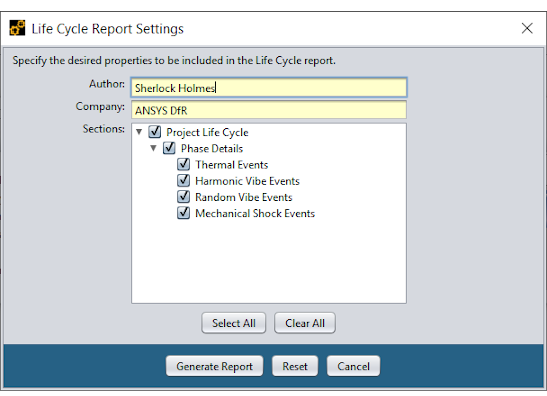 Life Cycle Report Settings
Specify the desired properties to be included in the Life Cycle report.
Author: Sherlock Holmes
Company: ANSYS DfR
Sections: Project Life Cycle
Phase Details
Thermal Events
Harmonic Vibe Events
Random Vibe Events
Mechanical Shock Events
Select All Clear All
Generate Report Reset Cancel